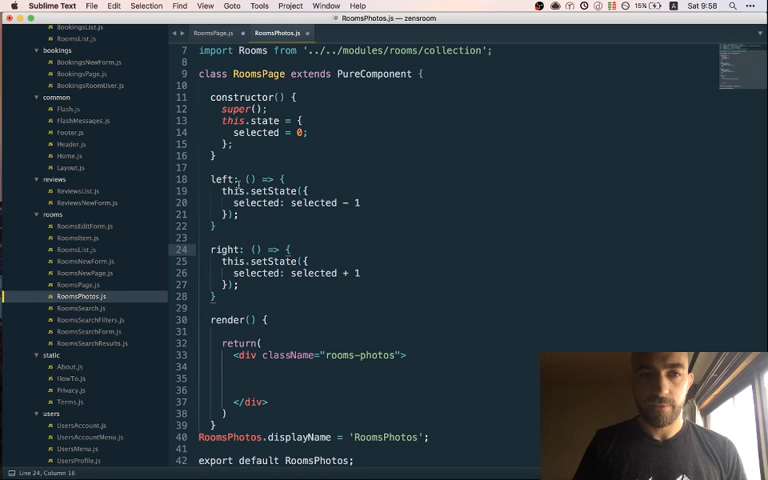 Sublime Text File Edit Selection Find View Goto Tools Project Window Help 15% A Sat 9:58
RoomsPhotos.js — zensroom
BookingsList.js
RoomsList.js
bookings
BookingsNewForm.js
BookingsPage.js
BookingsRoomUser.js
common
Flash.js
FlashMessages.js
Footer.js
Header.js
Home.js
Layout.js
reviews
ReviewsList.js
ReviewsNewForm.js
rooms
RoomsEditForm.js
RoomsItem.js
RoomsList.js
RoomsNewForm.js
RoomsNewPage.js
RoomsPage.js
RoomsPhotos.js
RoomsSearch.js
RoomsSearchFilters.js
RoomsSearchForm.js
RoomsSearchResults.js
static
About.js
HowTo.js
Privacy.js
Terms.js
users
UsersAccount.js
UsersAccountMenu.js
UsersMenu.js
UsersProfile.js
RoomsPage.js RoomsPhotos.js
7 import Rooms from '../../modules/rooms/collection';
8
9 class RoomsPage extends PureComponent {
10
11 constructor() {
12 super();
13 this.state = {
14 selected = 0;
15 };
16 }
17
18 left: () => {
19 this.setState({
20 selected: selected - 1
21 });
22 }
23
24 right: () => {
25 this.setState({
26 selected: selected + 1
27 });
28 }
29
30 render() {
31
32 return(
33 <div className="rooms-photos">
34
35
36
37 </div>
38 )
39 }
40 RoomsPhotos.displayName = 'RoomsPhotos';
41
42 export default RoomsPhotos;
Line 24, Column 16